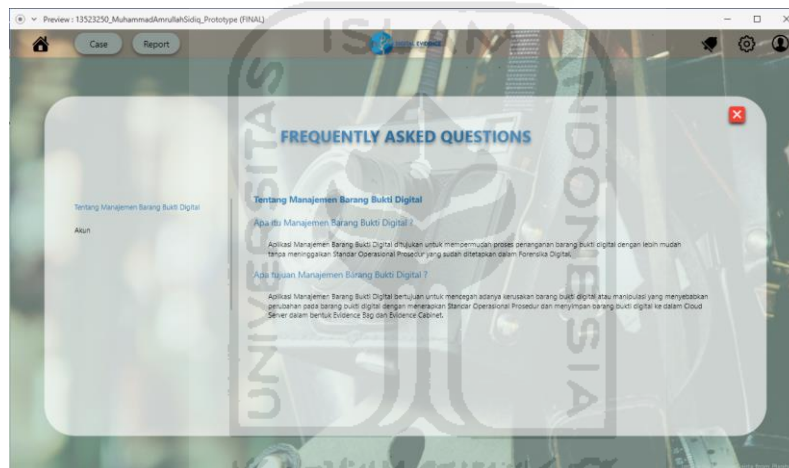 Preview : 13523250_MuhammadAmrullahSidiq_Prototype (FINAL)
Case
Report
DIGITAL EVIDENCE
ISLAM
UNIVERSITAS
INDONESIA
FREQUENTLY ASKED QUESTIONS
Tentang Manajemen Barang Bukti Digital
Akun
Tentang Manajemen Barang Bukti Digital
Apa itu Manajemen Barang Bukti Digital ?
Aplikasi Manajemen Barang Bukti Digital ditujukan untuk mempermudah proses penanganan barang bukti digital dengan lebih mudah
tanpa meninggalkan Standar Operasional Prosedur yang sudah ditetapkan dalam Forensika Digital.
Apa tujuan Manajemen Barang Bukti Digital ?
Aplikasi Manajemen Barang Bukti Digital bertujuan untuk mencegah adanya kerusakan barang bukti digital atau manipulasi yang menyebabkan
perubahan pada barang bukti digital dengan menerapkan Standar Operasional Prosedur dan menyimpan barang bukti digital ke dalam Cloud
Server dalam bentuk Evidence Bag dan Evidence Cabinet.